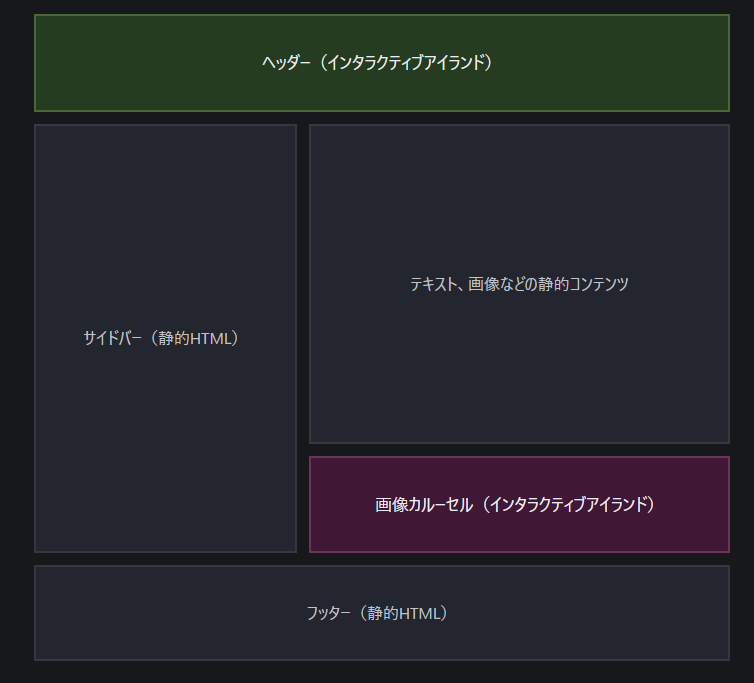 ヘッダー（インタラクティブアイランド）
サイドバー（静的HTML）
テキスト、画像などの静的コンテンツ
画像カルーセル（インタラクティブアイランド）
フッター（静的HTML）